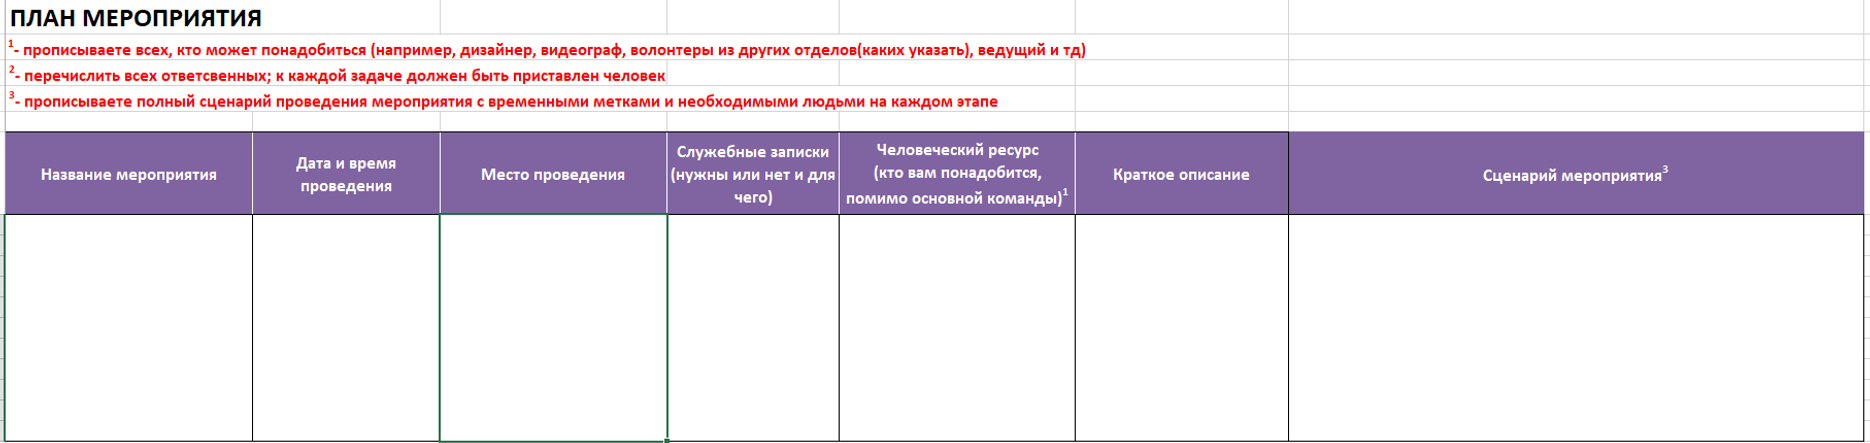 ПЛАН МЕРОПРИЯТИЯ
1- прописываете всех, кто может понадобиться (например, дизайнер, видеограф, волонтеры из других отделов(каких указать), ведущий и тд)
2- перечислить всех ответсвенных; к каждой задаче должен быть приставлен человек
3- прописываете полный сценарий проведения мероприятия с временными метками и необходимыми людьми на каждом этапе
Название мероприятия
Дата и время
проведения
Место проведения
Служебные записки
(нужны или нет и для
чего)
Человеческий ресурс
(кто вам понадобится,
помимо основной команды)1
Краткое описание
Сценарий мероприятия3